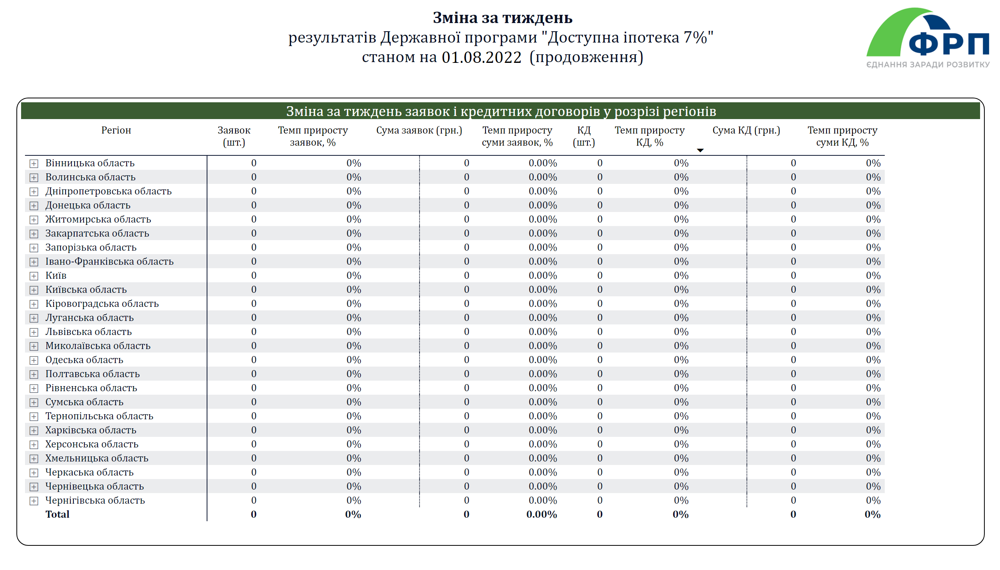 Зміна за тиждень
результатів Державної програми "Доступна іпотека 7%"
станом на 01.08.2022 (продовження)
ФРП
ЄДНАННЯ ЗАРАДИ РОЗВИТКУ
Зміна за тиждень заявок і кредитних договорів у розрізі регіонів
Регіон Заявок (шт.) Темп приросту заявок, % Сума заявок (грн.) Темп приросту суми заявок, % КД (шт.) Темп приросту КД, % Сума КД (грн.) Темп приросту суми КД, %
Вінницька область 0 0% 0 0.00% 0 0% 0 0%
Волинська область 0 0% 0 0.00% 0 0% 0 0%
Дніпропетровська область 0 0% 0 0.00% 0 0% 0 0%
Донецька область 0 0% 0 0.00% 0 0% 0 0%
Житомирська область 0 0% 0 0.00% 0 0% 0 0%
Закарпатська область 0 0% 0 0.00% 0 0% 0 0%
Запорізька область 0 0% 0 0.00% 0 0% 0 0%
Івано-Франківська область 0 0% 0 0.00% 0 0% 0 0%
Київ 0 0% 0 0.00% 0 0% 0 0%
Київська область 0 0% 0 0.00% 0 0% 0 0%
Кіровоградська область 0 0% 0 0.00% 0 0% 0 0%
Луганська область 0 0% 0 0.00% 0 0% 0 0%
Львівська область 0 0% 0 0.00% 0 0% 0 0%
Миколаївська область 0 0% 0 0.00% 0 0% 0 0%
Одеська область 0 0% 0 0.00% 0 0% 0 0%
Полтавська область 0 0% 0 0.00% 0 0% 0 0%
Рівненська область 0 0% 0 0.00% 0 0% 0 0%
Сумська область 0 0% 0 0.00% 0 0% 0 0%
Тернопільська область 0 0% 0 0.00% 0 0% 0 0%
Харківська область 0 0% 0 0.00% 0 0% 0 0%
Херсонська область 0 0% 0 0.00% 0 0% 0 0%
Хмельницька область 0 0% 0 0.00% 0 0% 0 0%
Черкаська область 0 0% 0 0.00% 0 0% 0 0%
Чернівецька область 0 0% 0 0.00% 0 0% 0 0%
Чернігівська область 0 0% 0 0.00% 0 0% 0 0%
Total 0 0% 0 0.00% 0 0% 0 0%